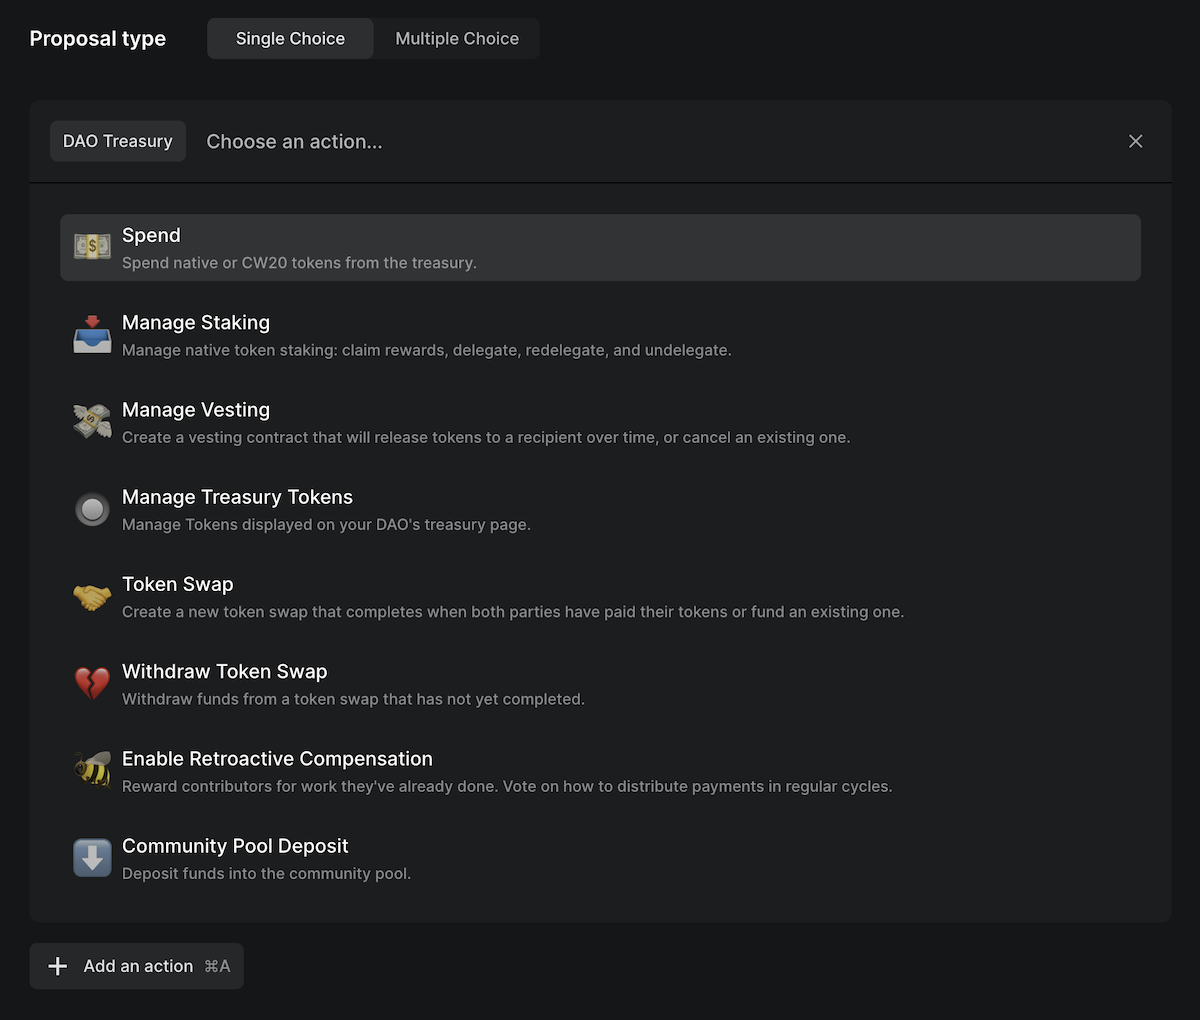 Proposal type
Single Choice
Multiple Choice
DAO Treasury
Choose an action...
Spend
Spend native or CW20 tokens from the treasury.
Manage Staking
Manage native token staking: claim rewards, delegate, redelegate, and undelegate.
Manage Vesting
Create a vesting contract that will release tokens to a recipient over time, or cancel an existing one.
Manage Treasury Tokens
Manage Tokens displayed on your DAO's treasury page.
Token Swap
Create a new token swap that completes when both parties have paid their tokens or fund an existing one.
Withdraw Token Swap
Withdraw funds from a token swap that has not yet completed.
Enable Retroactive Compensation
Reward contributors for work they've already done. Vote on how to distribute payments in regular cycles.
Community Pool Deposit
Deposit funds into the community pool.
Add an action ⌘A